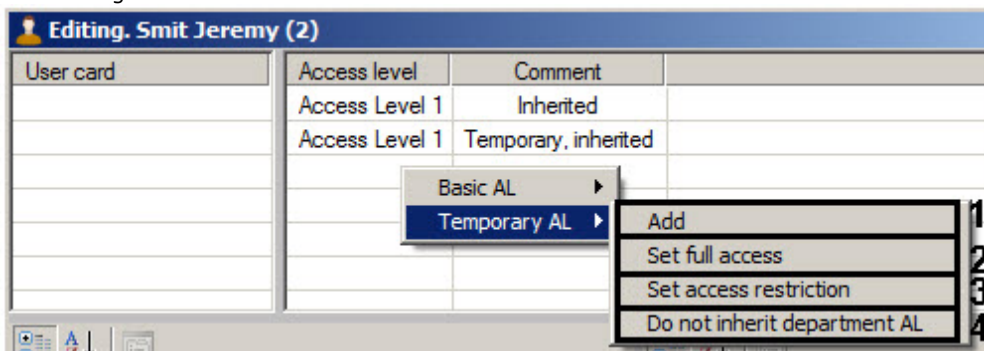 Editing. Smit Jeremy (2)
User card Access level Comment
Access Level 1 Inherited
Access Level 1 Temporary, inherited
Basic AL
Temporary AL
Add 1
Set full access 2
Set access restriction 3
Do not inherit department AL 4